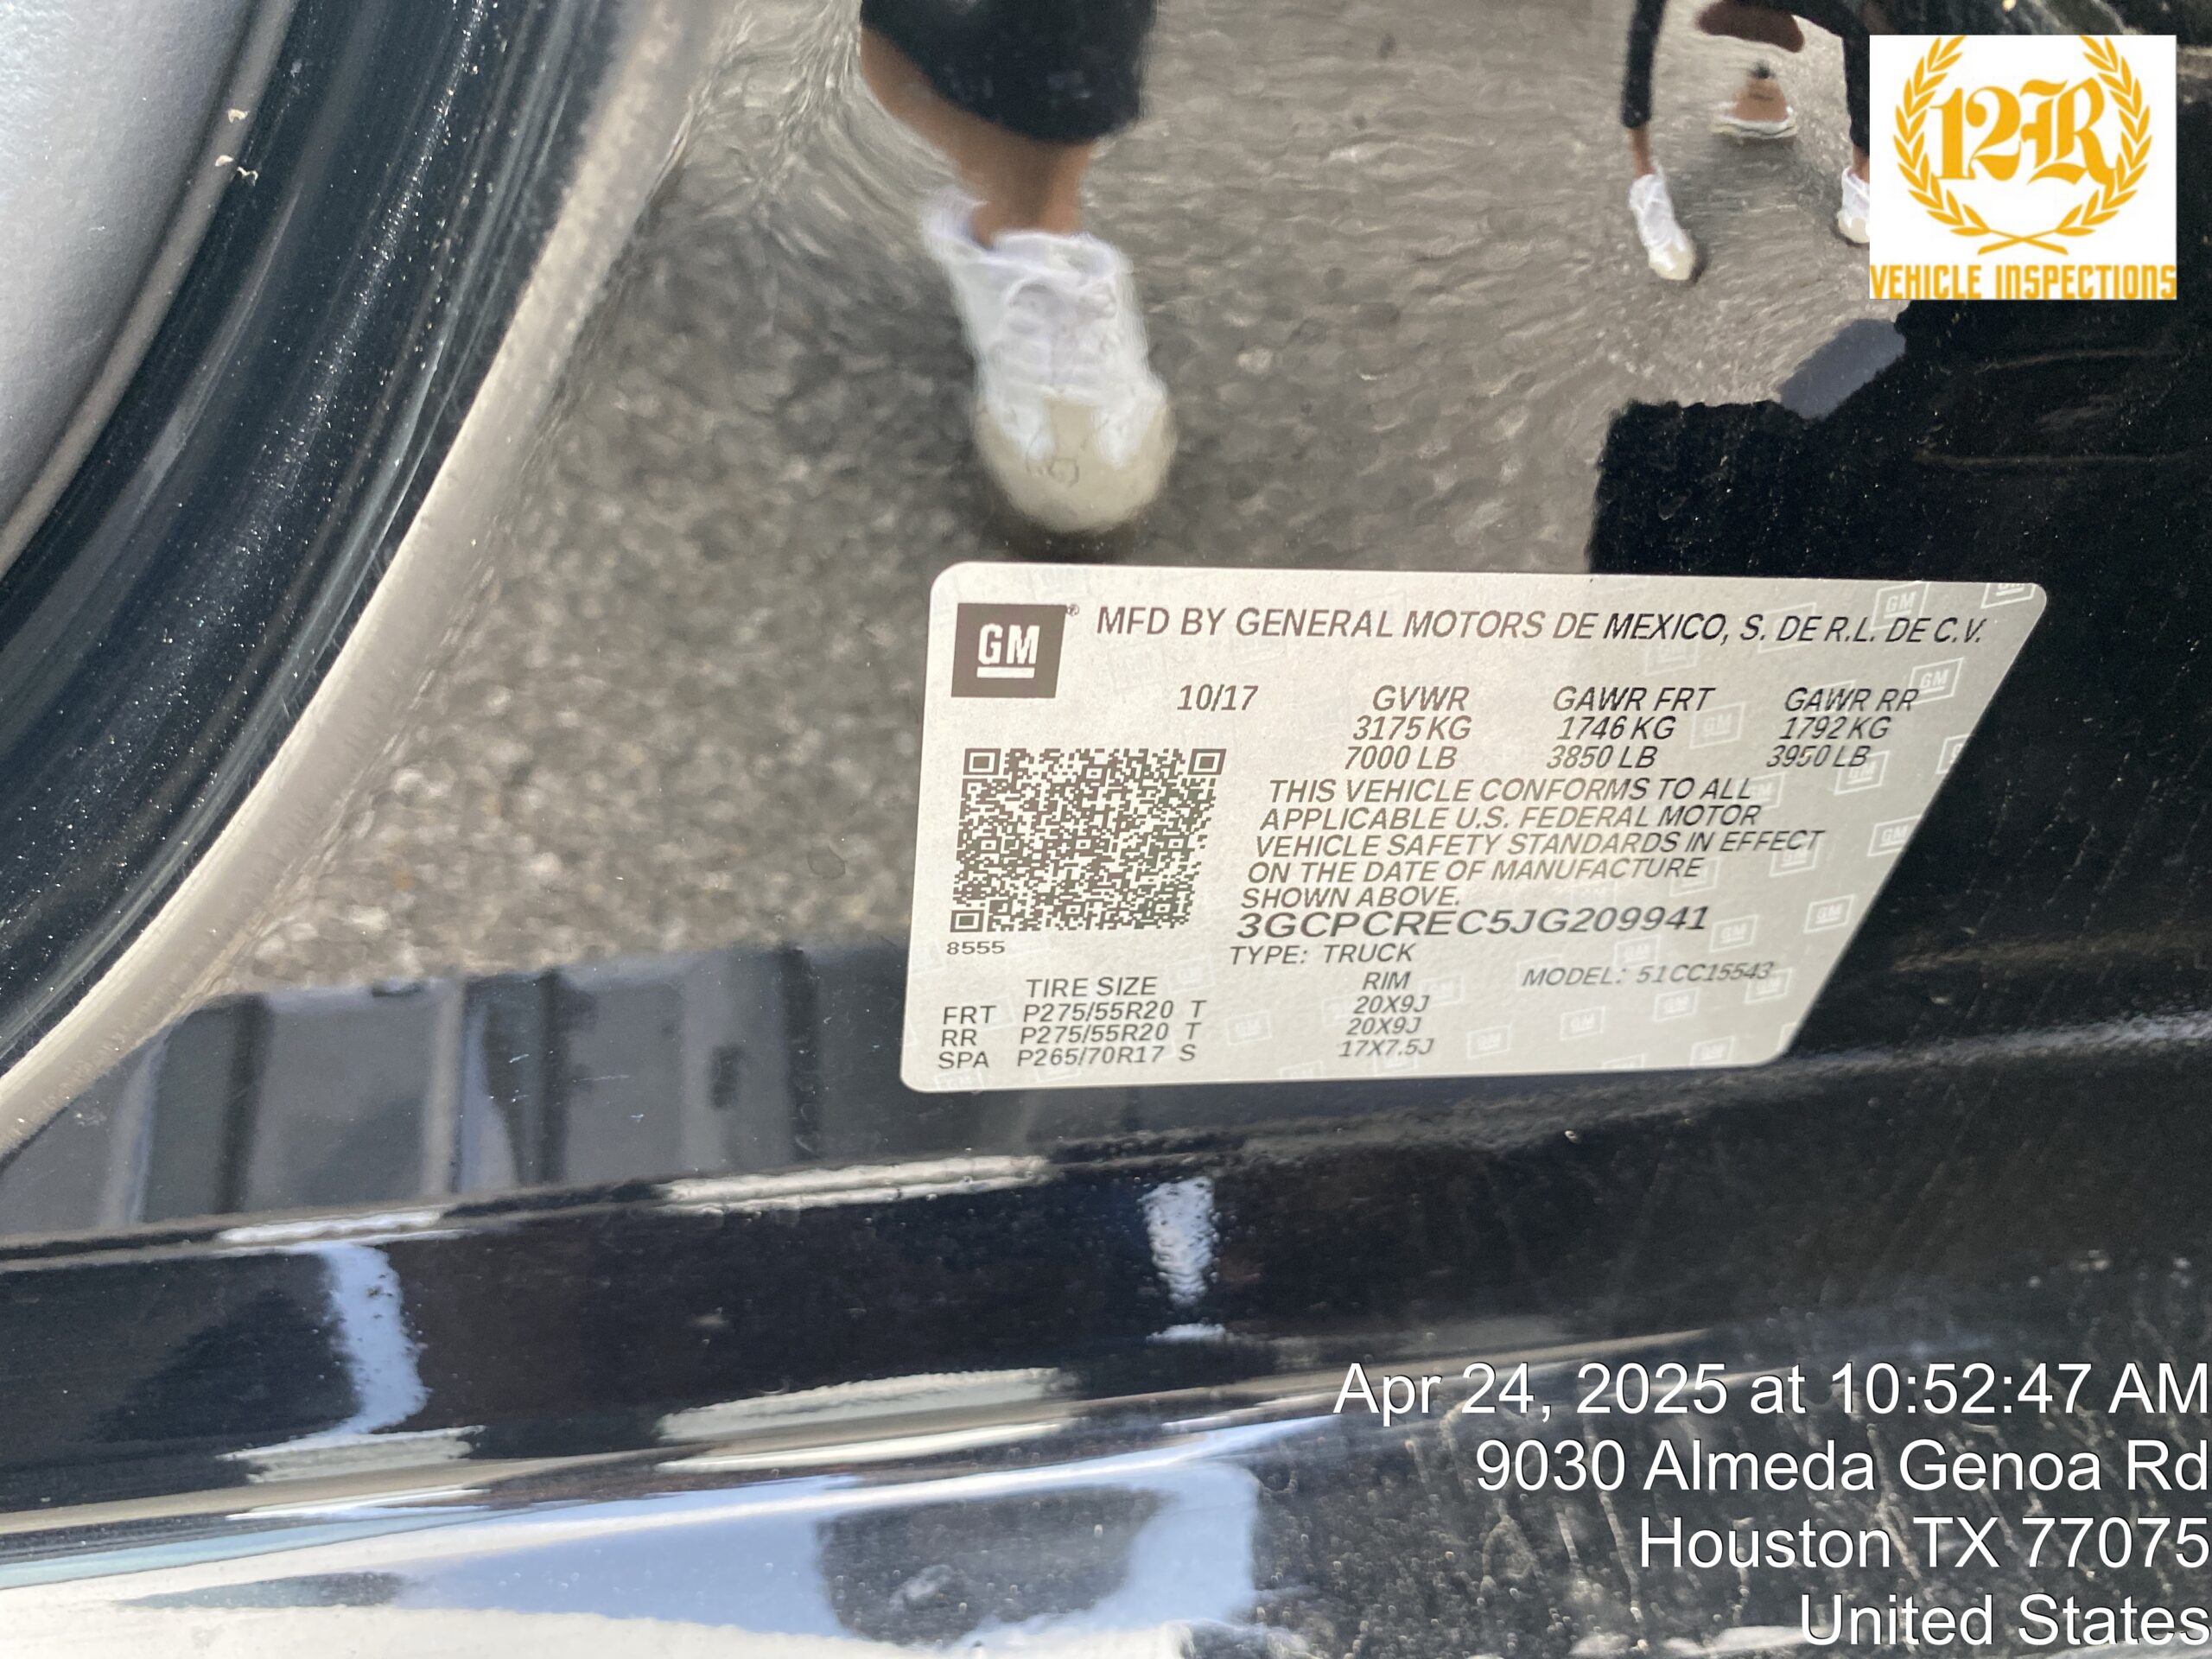 12R
VEHICLE INSPECTIONS
GM® MFD BY GENERAL MOTORS DE MEXICO, S. DE R.L. DE C.V.
10/17 GVWR GAWR FRT GAWR RR
3175 KG 1746 KG 1792 KG
7000 LB 3850 LB 3950 LB
THIS VEHICLE CONFORMS TO ALL
APPLICABLE U.S. FEDERAL MOTOR
VEHICLE SAFETY STANDARDS IN EFFECT
ON THE DATE OF MANUFACTURE
SHOWN ABOVE.
3GCPCREC5JG209941
8555
TYPE: TRUCK
TIRE SIZE RIM MODEL: 51CC15543
FRT P275/55R20 T 20X9J
RR P275/55R20 T 20X9J
SPA P265/70R17 S 17X7.5J
Apr 24, 2025 at 10:52:47 AM
9030 Almeda Genoa Rd
Houston TX 77075
United States